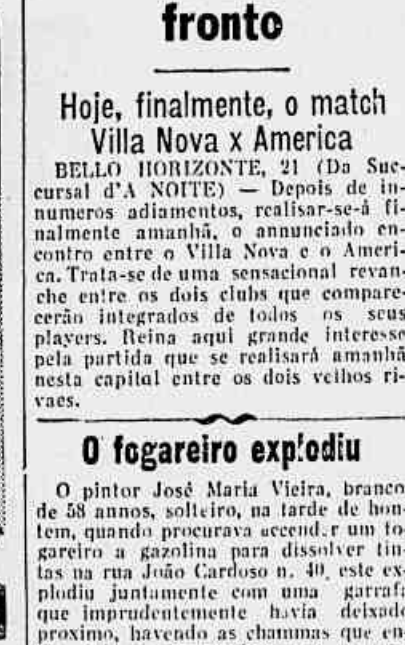 fronto
Hoje, finalmente, o match
Villa Nova x America
BELLO HORIZONTE, 21 (Da Suc-
cursal d'A NOITE) — Depois de in-
numeros adiamentos, realisar-se-á fi-
nalmente amanhã, o annunciado en-
contro entre o Villa Nova e o Ameri-
ca. Trata-se de uma sensacional revan-
che entre os dois clubs que compare-
cerão integrados de todos os seus
players. Reina aqui grande interesse
pela partida que se realisará amanhã
nesta capital entre os dois velhos ri-
vaes.
O fogareiro explodiu
O pintor José Maria Vieira, branco
de 58 annos, solteiro, na tarde de hon-
tem, quando procurava accender um fo-
gareiro a gazolina para dissolver tin-
tas na rua João Cardoso n. 40, este ex-
plodiu juntamente com uma garrafa
que imprudentemente havia deixado
proximo, havendo as chammas que en-